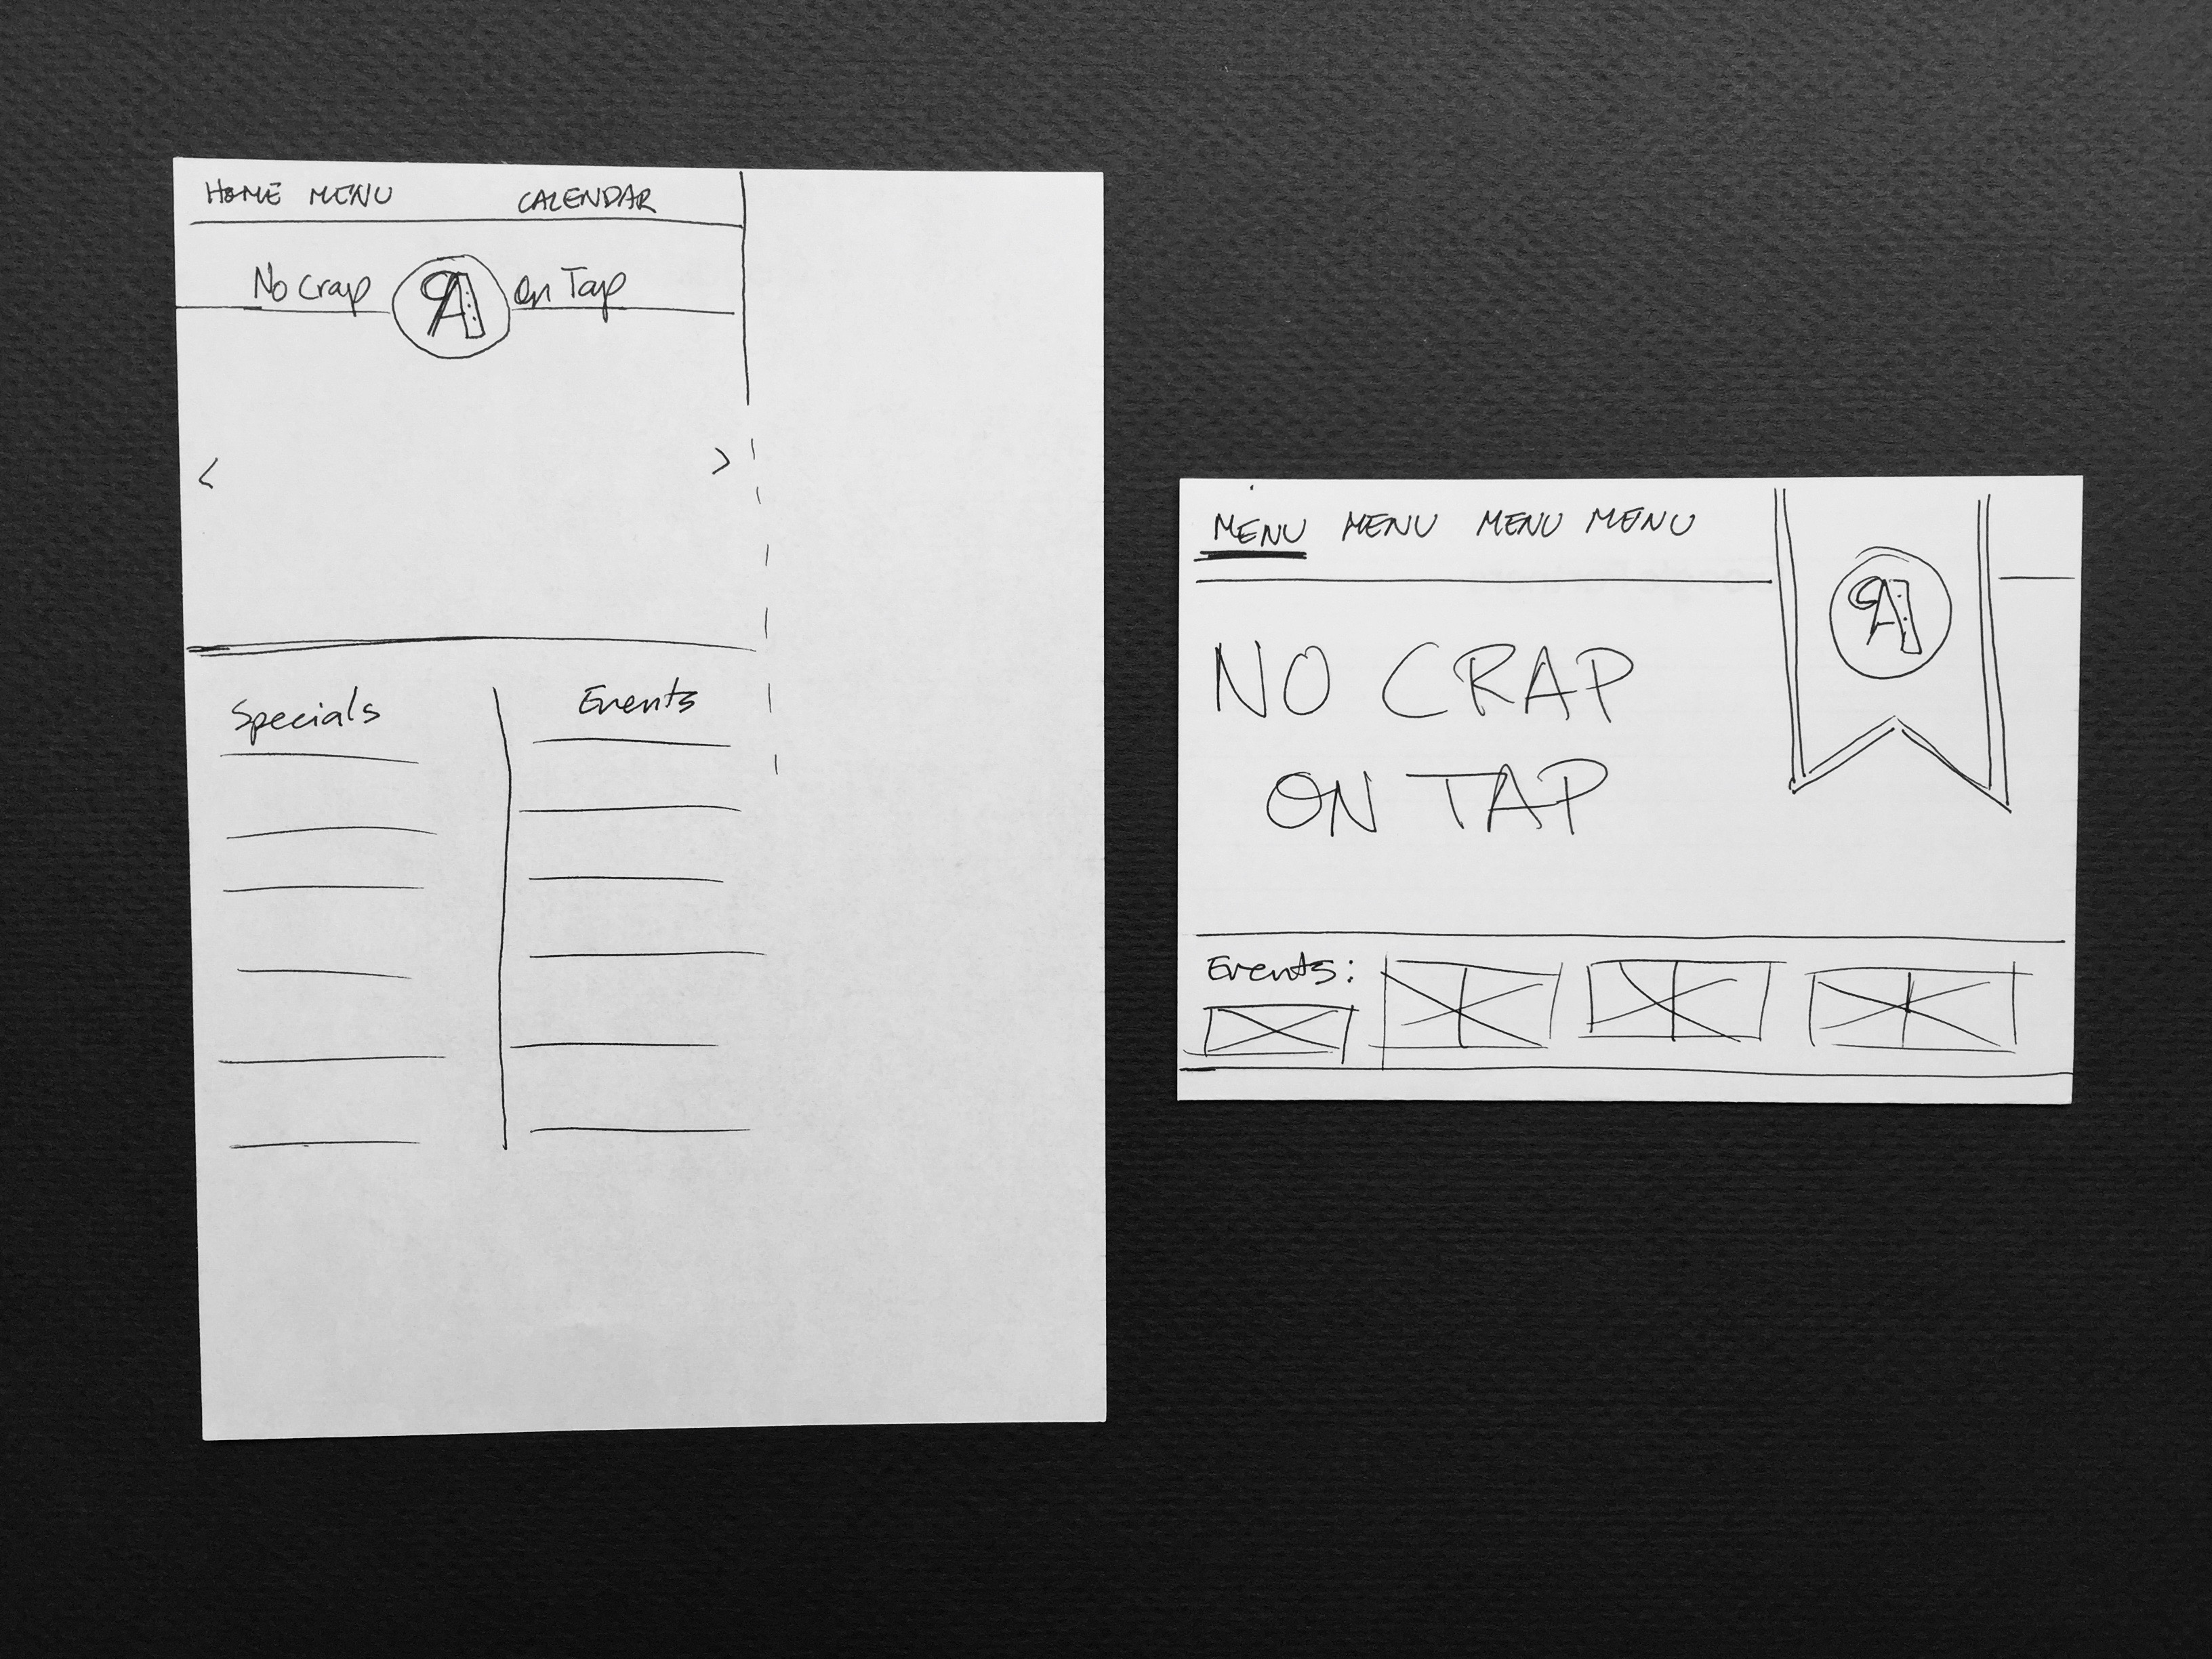 HOME MENU CALENDAR
No Crap on Tap
< >
Specials
Events
MENU MENU MENU MENU
NO CRAP
ON TAP
Events: